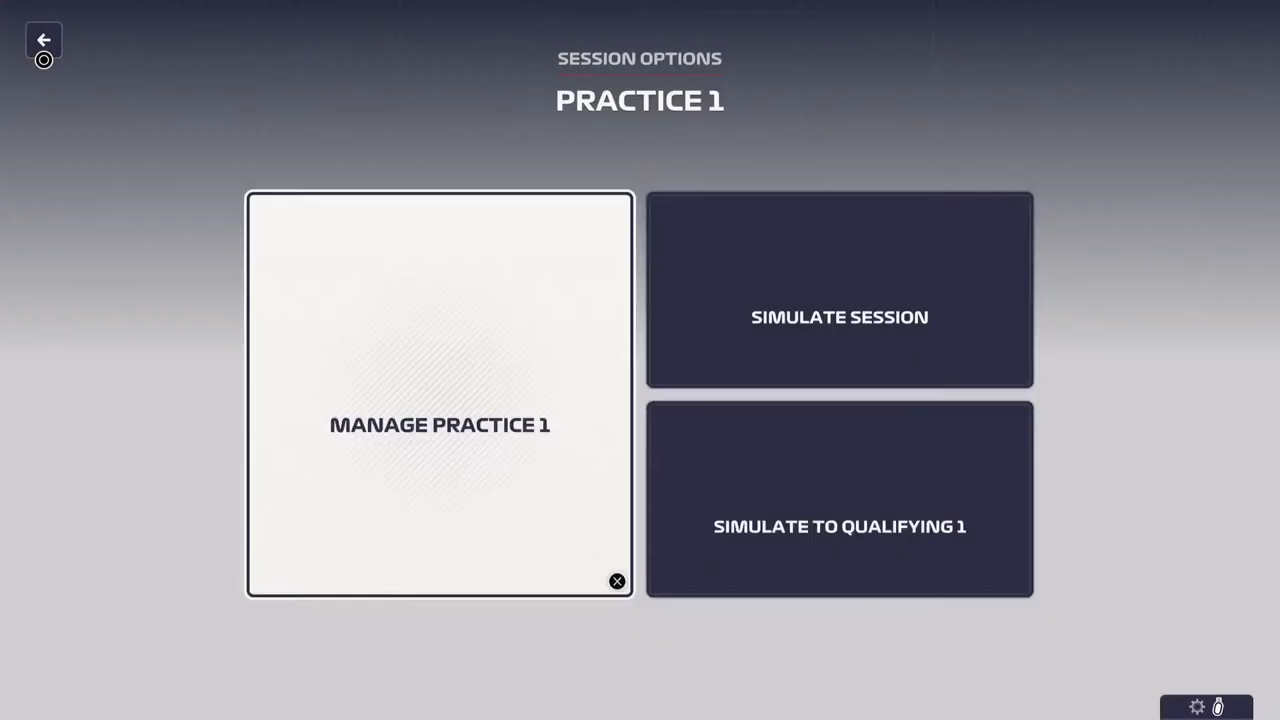 SESSION OPTIONS
PRACTICE 1
MANAGE PRACTICE 1
SIMULATE SESSION
SIMULATE TO QUALIFYING 1